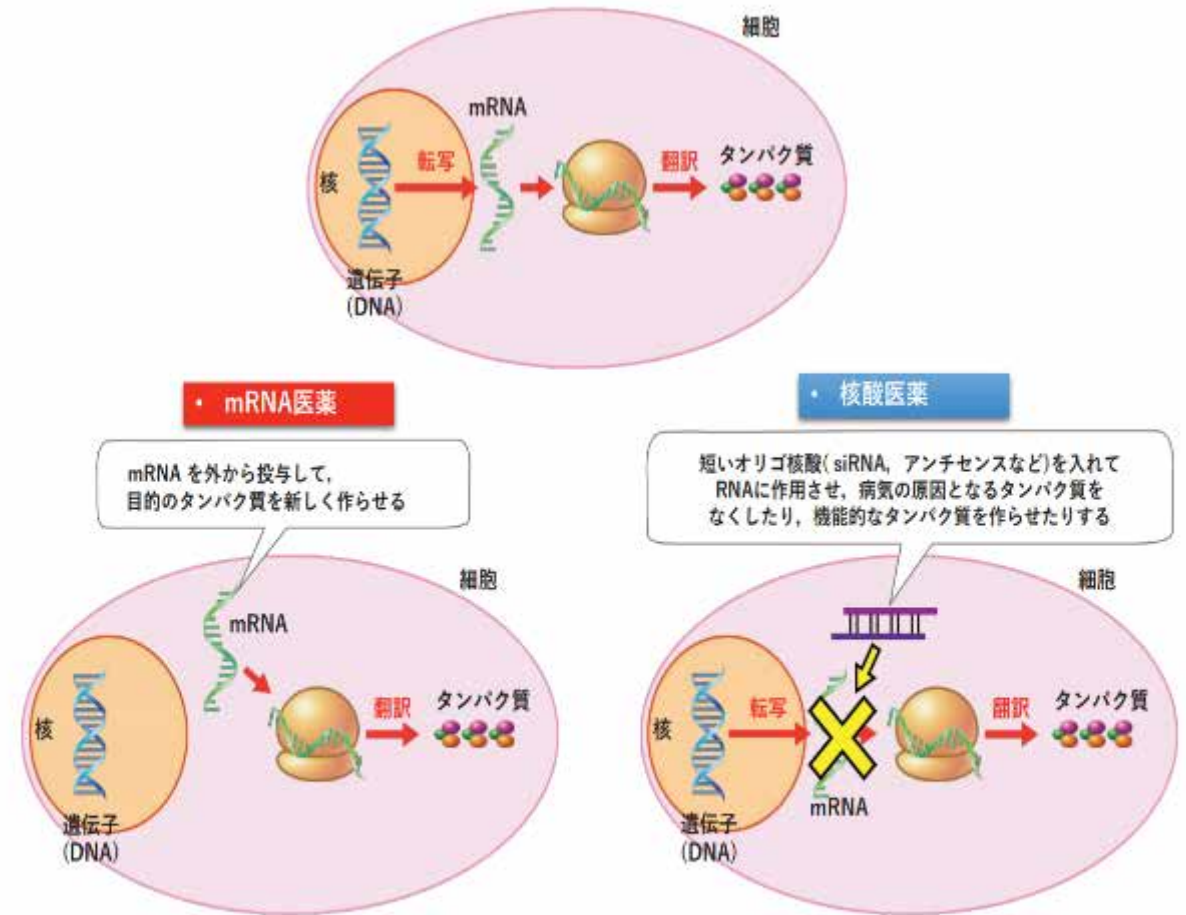 細胞
mRNA
核
転写
翻訳
タンパク質
遺伝子
(DNA)
• mRNA医薬
mRNA を外から投与して,
目的のタンパク質を新しく作らせる
細胞
mRNA
核
翻訳
タンパク質
遺伝子
(DNA)
• 核酸医薬
短いオリゴ核酸( siRNA, アンチセンスなど)を入れて
RNAに作用させ, 病気の原因となるタンパク質を
なくしたり, 機能的なタンパク質を作らせたりする
細胞
核
転写
翻訳
タンパク質
mRNA
遺伝子
(DNA)